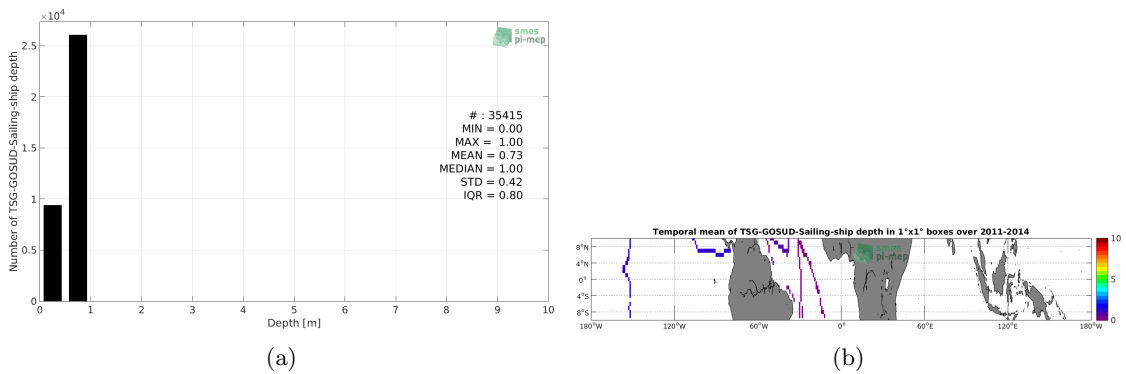 ×10⁴
2.5
2
1.5
1
0.5
0
Number of TSG-GOSUD-Sailing-ship depth
smos
pi-mep
# : 35415
MIN = 0.00
MAX = 1.00
MEAN = 0.73
MEDIAN = 1.00
STD = 0.42
IQR = 0.80
0 1 2 3 4 5 6 7 8 9 10
Depth [m]
(a)
Temporal mean of TSG-GOSUD-Sailing-ship depth in 1°x1° boxes over 2011-2014
smos
pi-mep
8°N
4°N
0°
4°S
8°S
180°W 120°W 60°W 0° 60°E 120°E 180°W
10
5
0
(b)